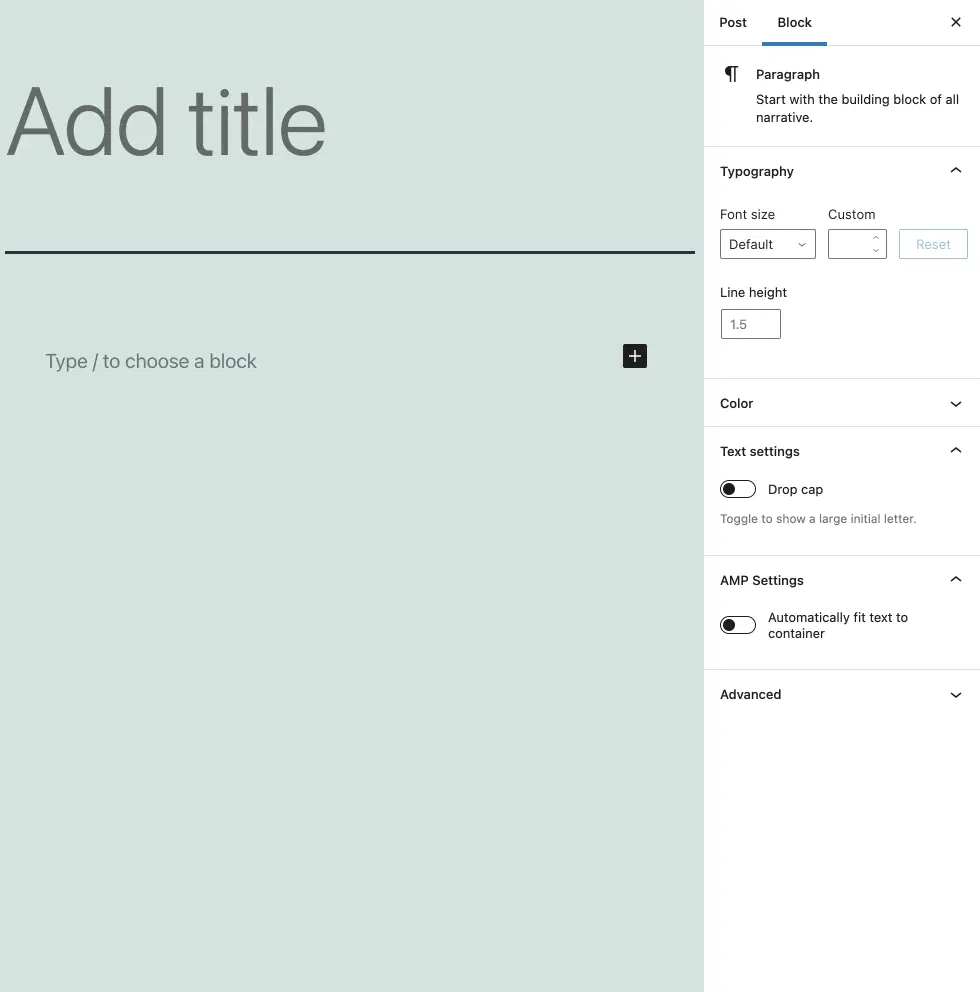 Add title
Type / to choose a block
Post Block
Paragraph
Start with the building block of all
narrative.
Typography
Font size Custom
Default Reset
Line height
1.5
Color
Text settings
Drop cap
Toggle to show a large initial letter.
AMP Settings
Automatically fit text to
container
Advanced